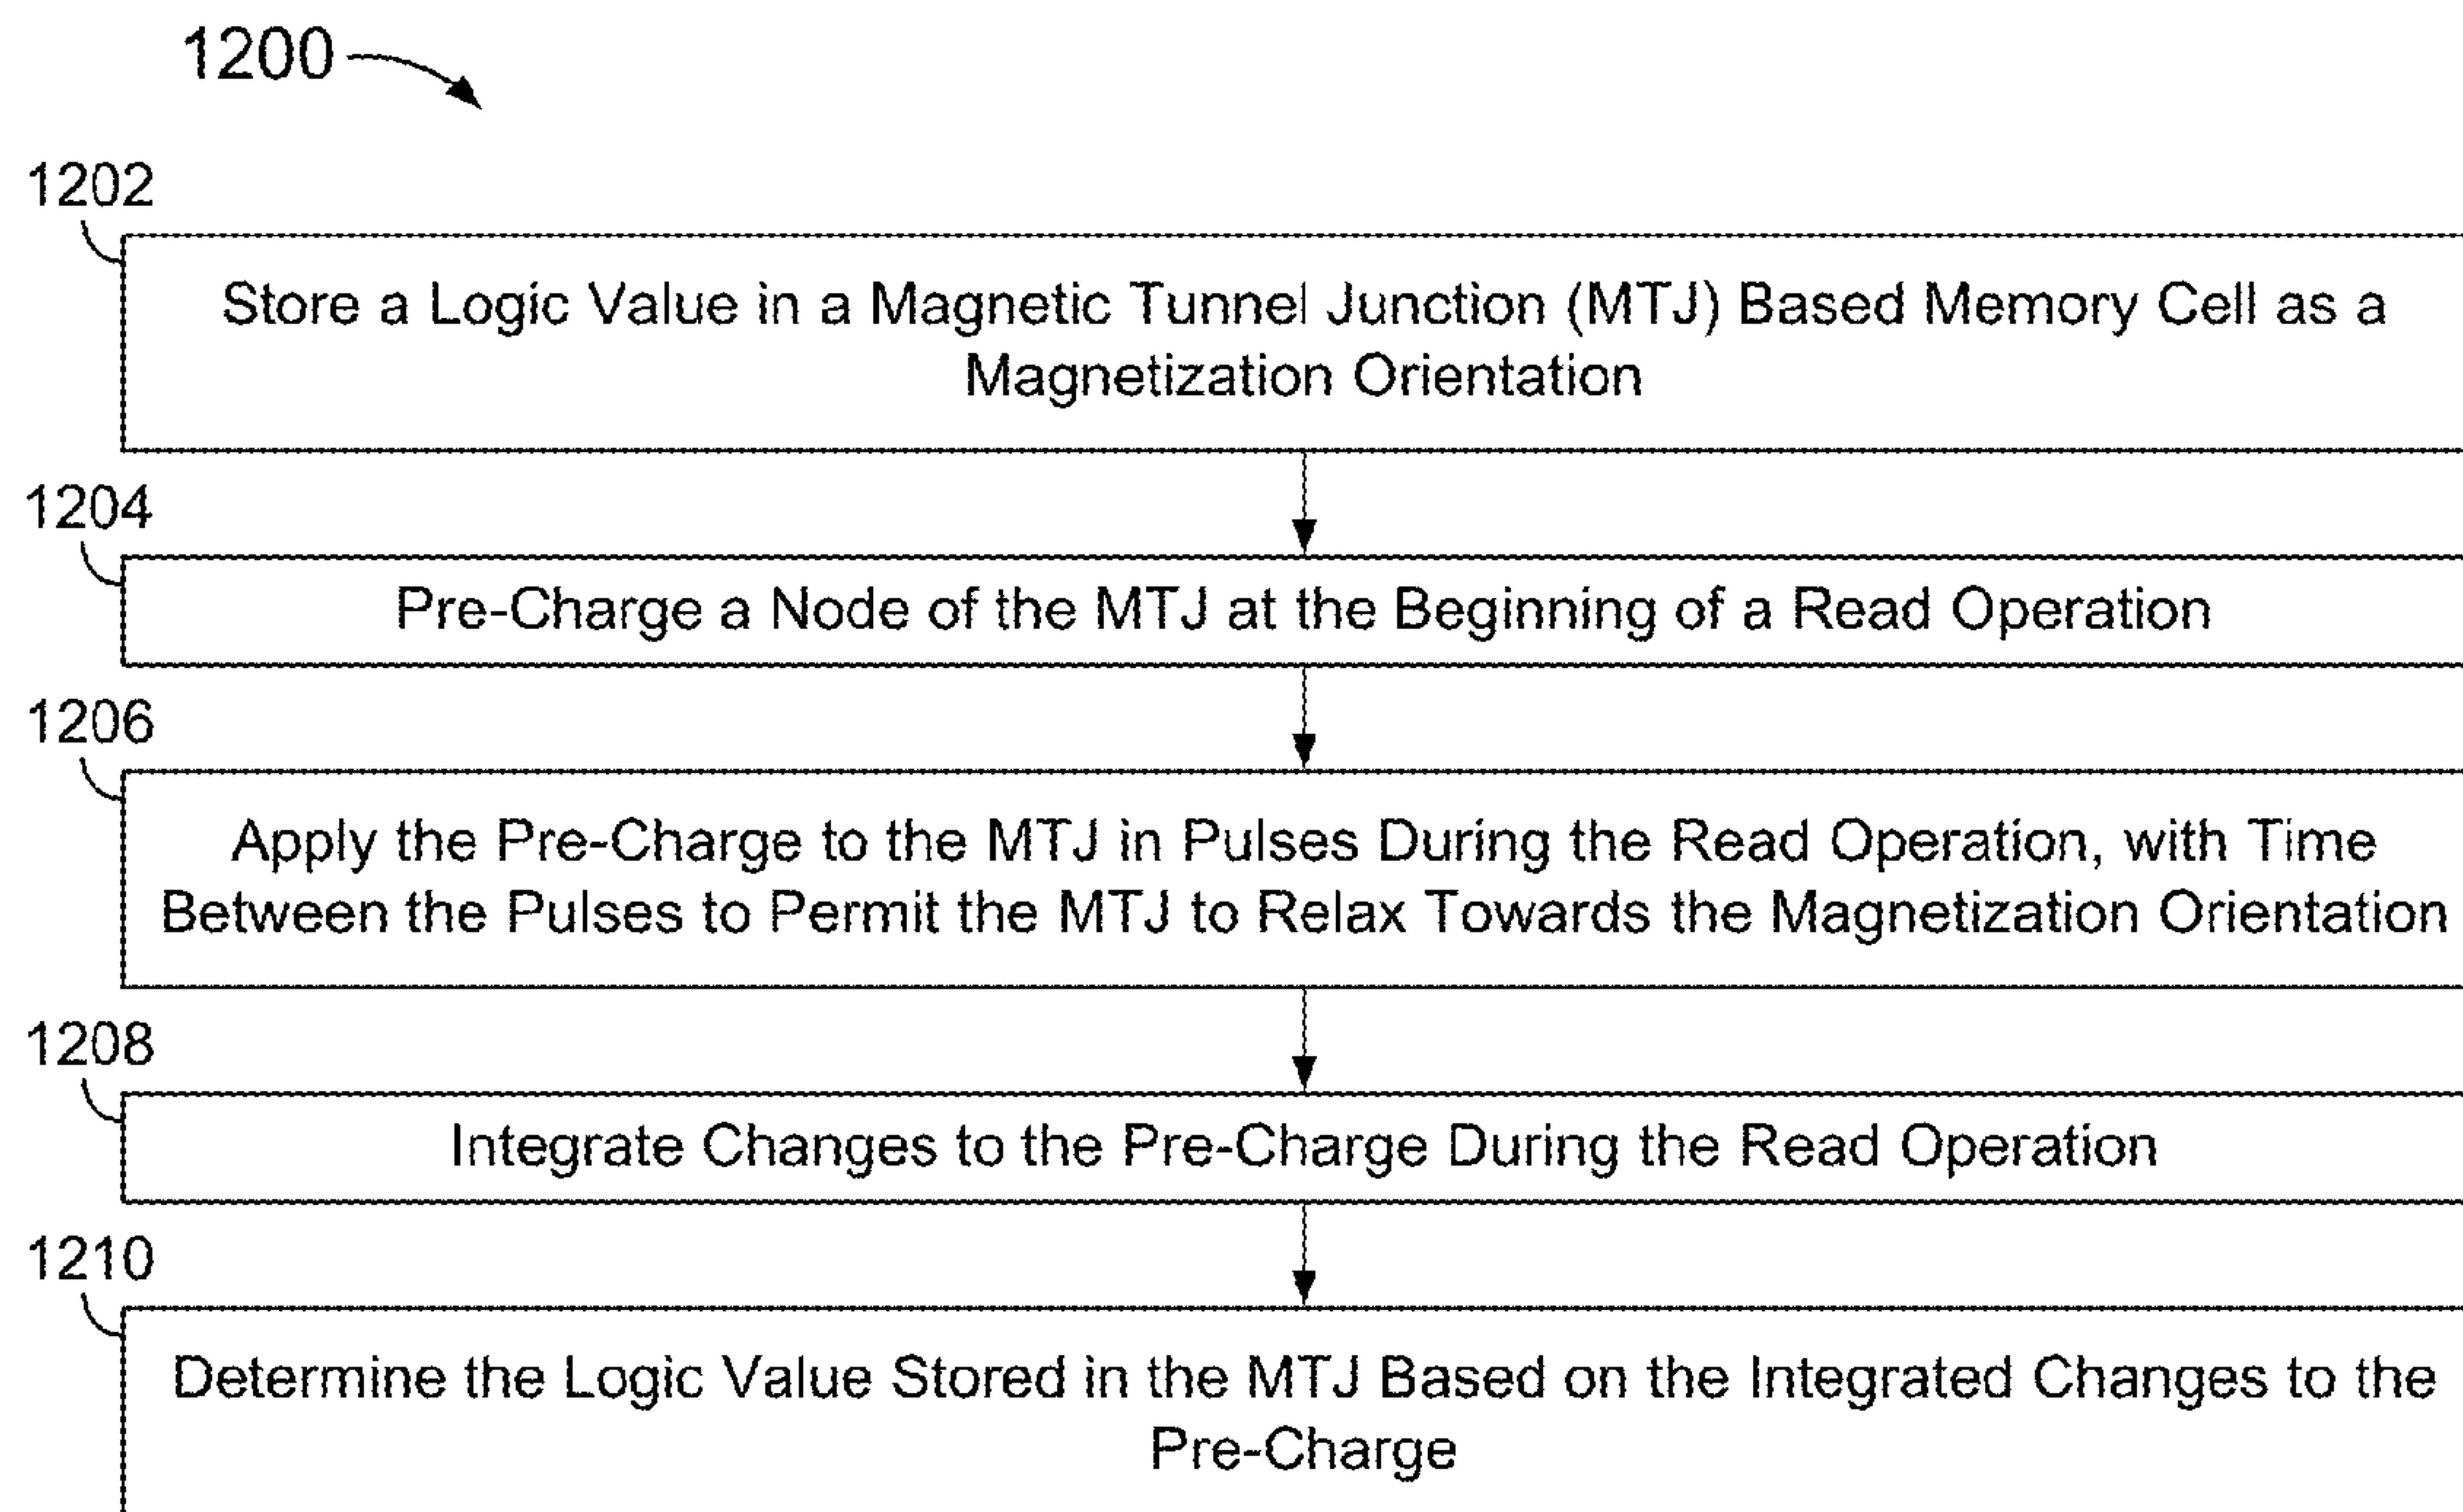 1200
1202
Store a Logic Value in a Magnetic Tunnel Junction (MTJ) Based Memory Cell as a
Magnetization Orientation
1204
Pre-Charge a Node of the MTJ at the Beginning of a Read Operation
1206
Apply the Pre-Charge to the MTJ in Pulses During the Read Operation, with Time
Between the Pulses to Permit the MTJ to Relax Towards the Magnetization Orientation
1208
Integrate Changes to the Pre-Charge During the Read Operation
1210
Determine the Logic Value Stored in the MTJ Based on the Integrated Changes to the
Pre-Charge